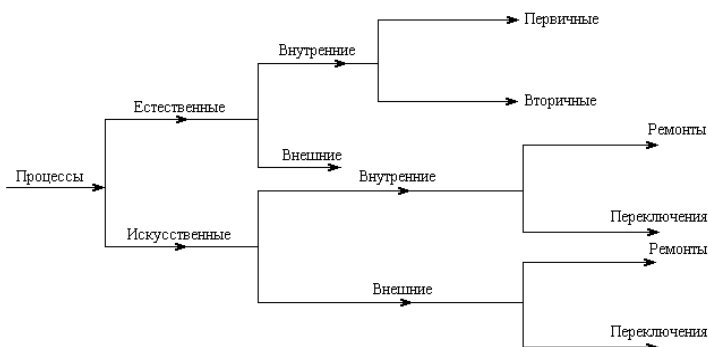 Первичные
Внутренние
Вторичные
Естественные
Ремонты
Внешние
Процессы
Внутренние
Переключения
Искусственные
Ремонты
Внешние
Переключения